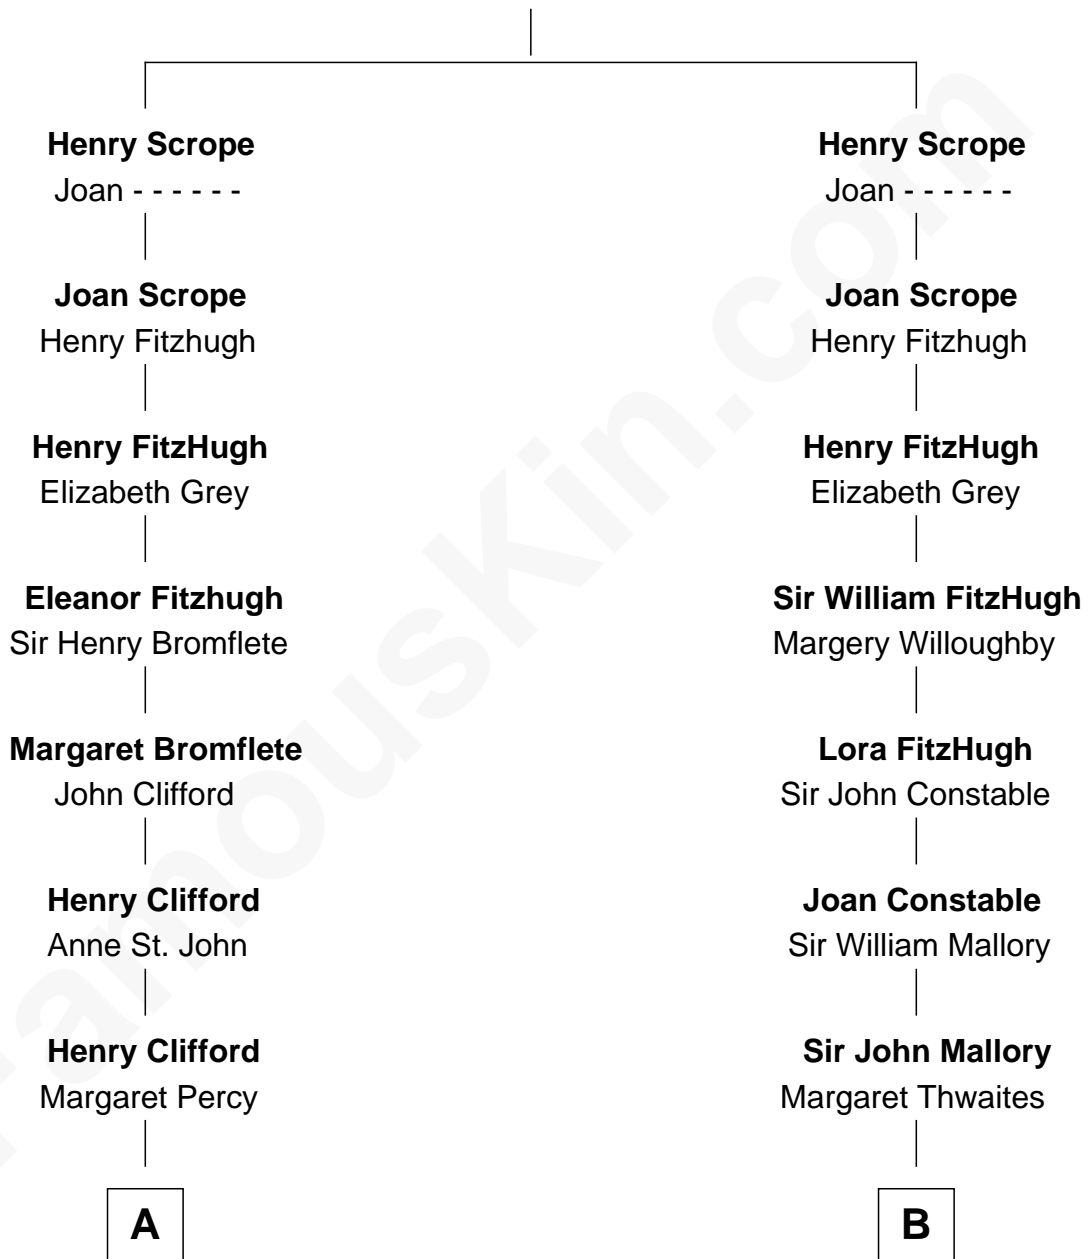 Henry Scrope
Joan - - - - - -
Joan Scrope
Henry Fitzhugh
Henry FitzHugh
Elizabeth Grey
Eleanor Fitzhugh
Sir Henry Bromflete
Margaret Bromflete
John Clifford
Henry Clifford
Anne St. John
Henry Clifford
Margaret Percy
A
Henry Scrope
Joan - - - - - -
Joan Scrope
Henry Fitzhugh
Henry FitzHugh
Elizabeth Grey
Sir William FitzHugh
Margery Willoughby
Lora FitzHugh
Sir John Constable
Joan Constable
Sir William Mallory
Sir John Mallory
Margaret Thwaites
B
FamousKin.com